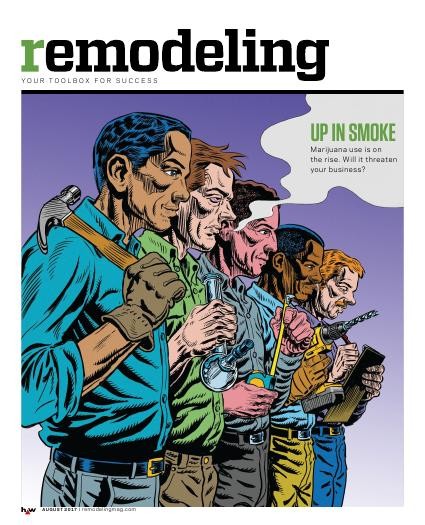 remodeling
YOUR TOOLBOX FOR SUCCESS
UP IN SMOKE
Marijuana use is on
the rise. Will it threaten
your business?
h/w AUGUST 2017 | remodelingmag.com